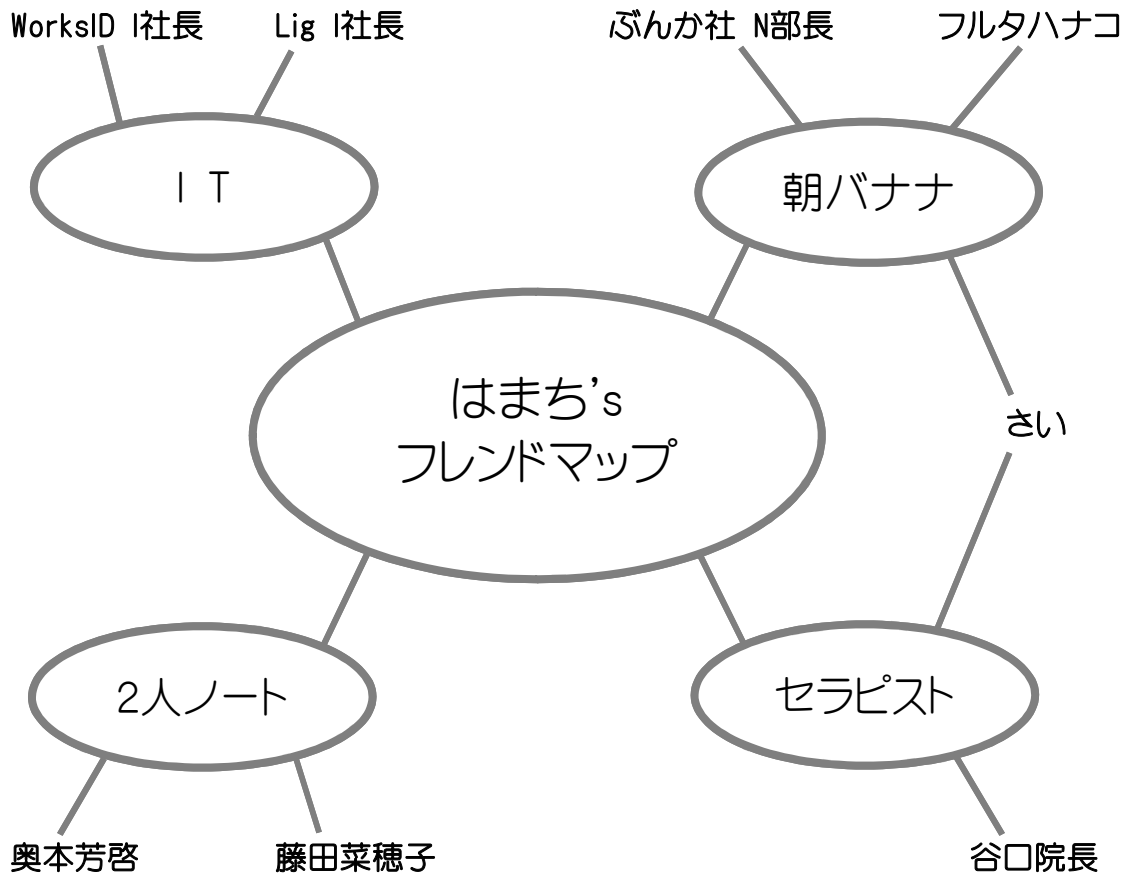 WorksID I社長
Lig I社長
ぶんか社 N部長
フルタハナコ
IT
朝バナナ
はまち’s
フレンドマップ
さい
2人ノート
セラピスト
奥本芳啓
藤田菜穂子
谷口院長